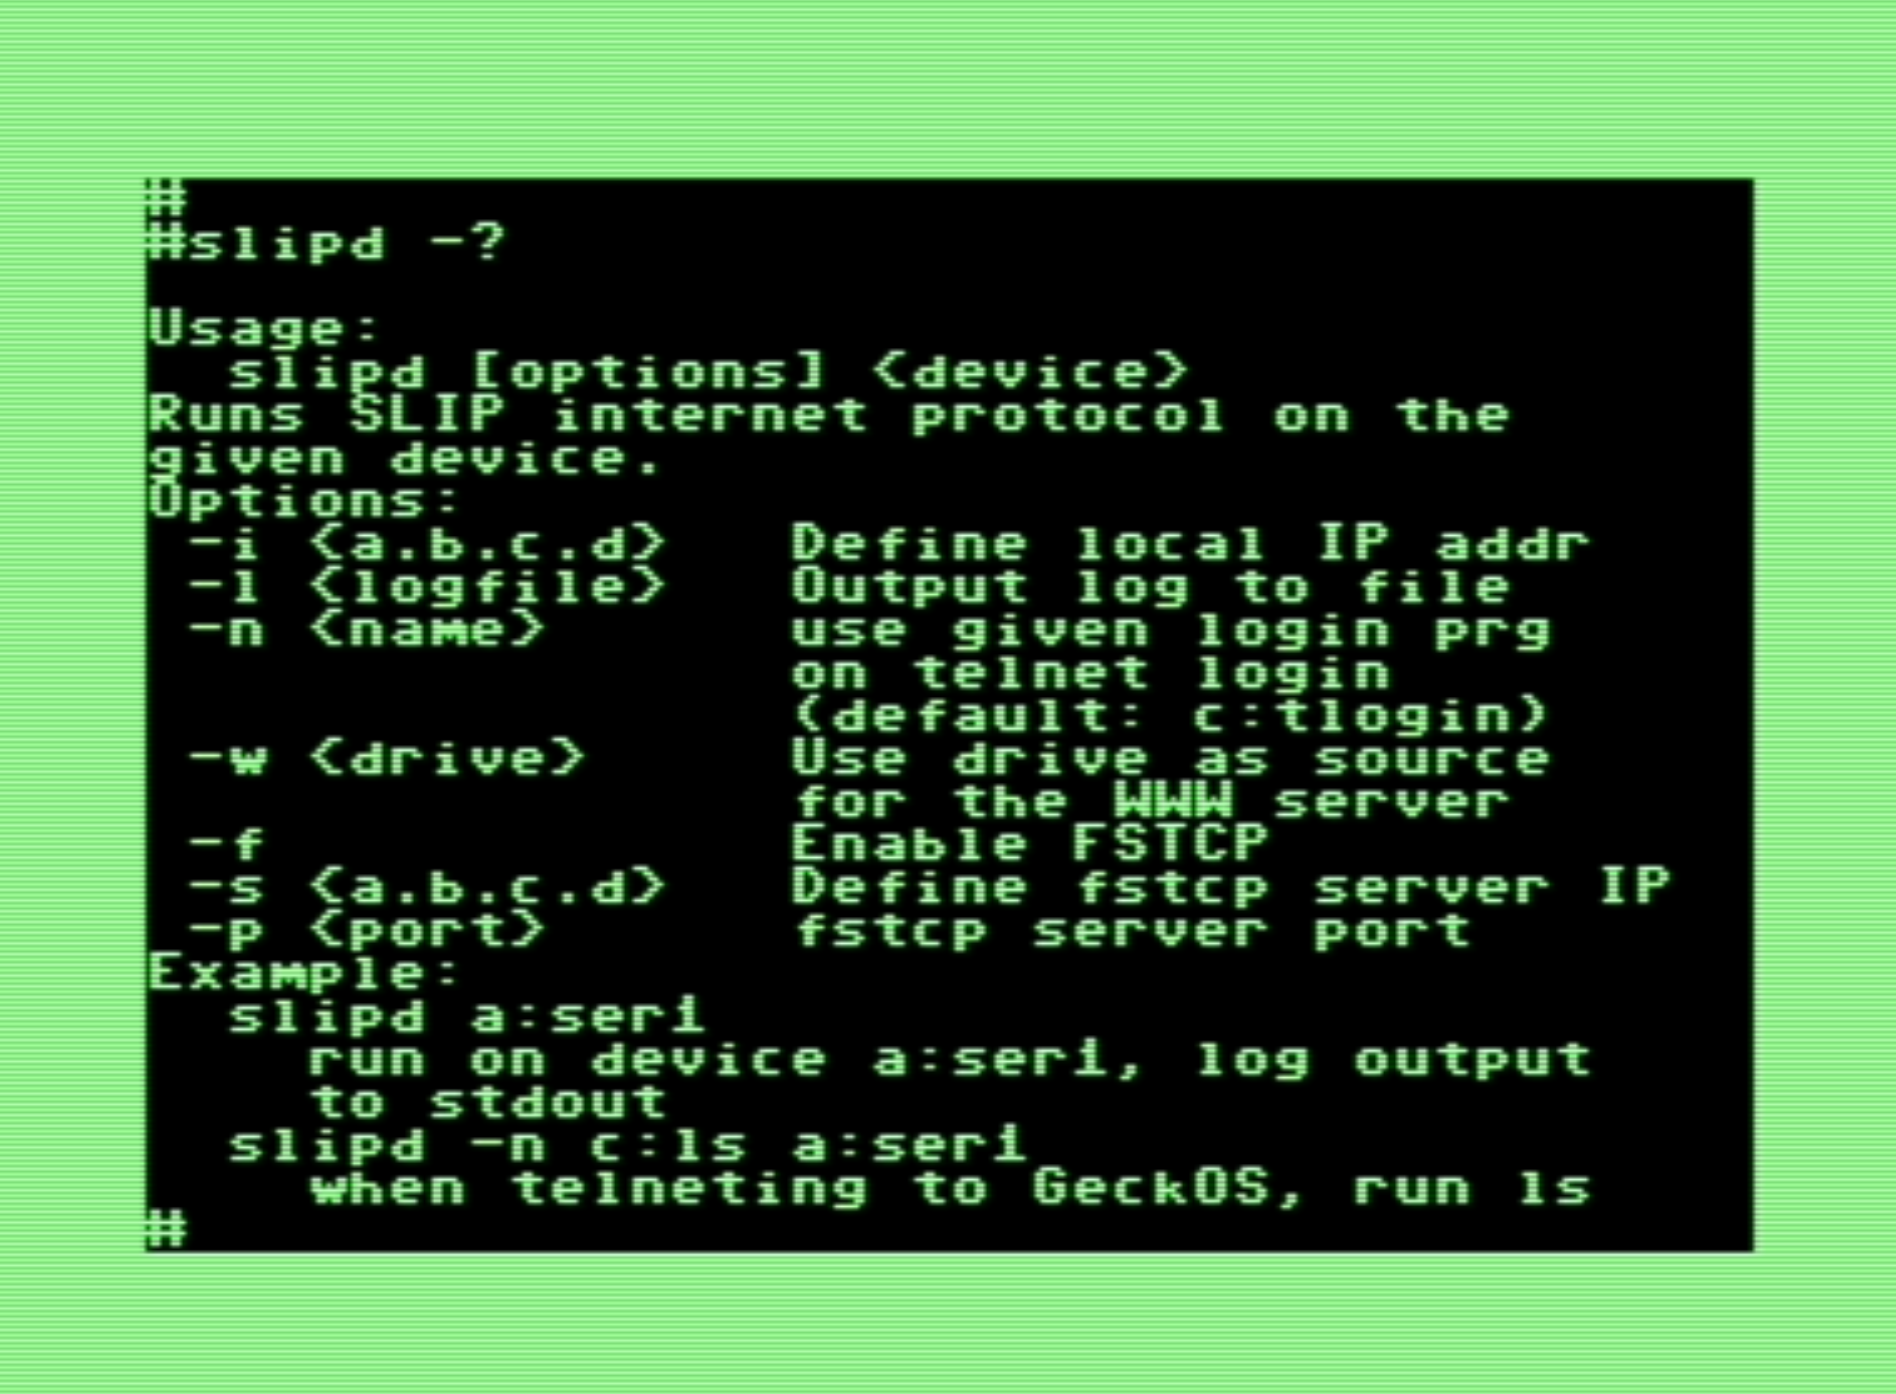 #
#slipd -?

Usage:
  slipd [options] <device>
Runs SLIP internet protocol on the
given device.
Options:
 -i <a.b.c.d>   Define local IP addr
 -l <logfile>   Output log to file
 -n <name>      use given login prg
                on telnet login
                (default: c:tlogin)
 -w <drive>     Use drive as source
                for the WWW server
 -f             Enable FSTCP
 -s <a.b.c.d>   Define fstcp server IP
 -p <port>      fstcp server port
Example:
  slipd a:ser1
    run on device a:ser1, log output
    to stdout
  slipd -n c:ls a:ser1
    when telneting to GeckOS, run ls
#